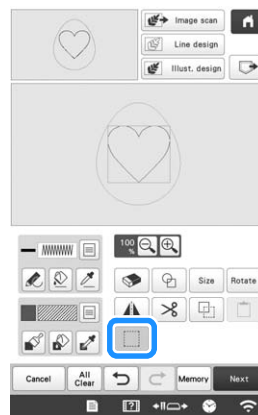 Image scan
Line design
Illust. design
100 %
Size
Rotate
Cancel
All Clear
Memory
Next
?